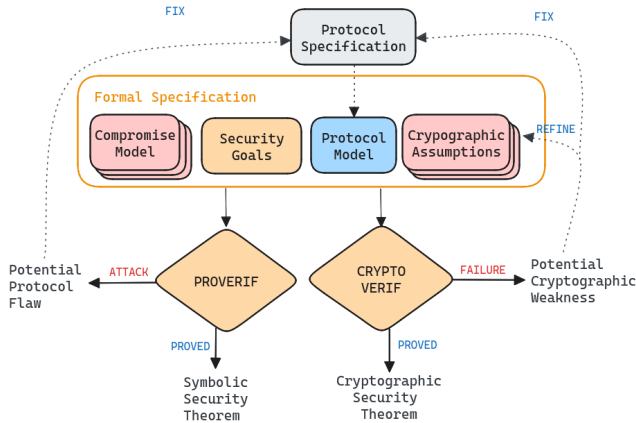 FIX
FIX
Protocol
Specification
Formal Specification
Compromise
Model
Security
Goals
Protocol
Model
Crypographic
Assumptions
REFINE
PROVERIF
CRYPTO
VERIF
ATTACK
FAILURE
Potential
Protocol
Flaw
Potential
Cryptographic
Weakness
PROVED
PROVED
Symbolic
Security
Theorem
Cryptographic
Security
Theorem